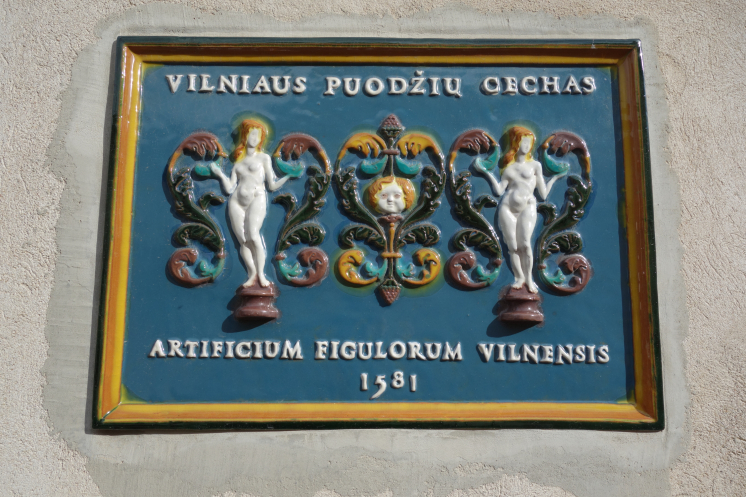 VILNIAUS PUODŽIŲ CECHAS
ARTIFICIUM FIGULORUM VILNENSIS
1581